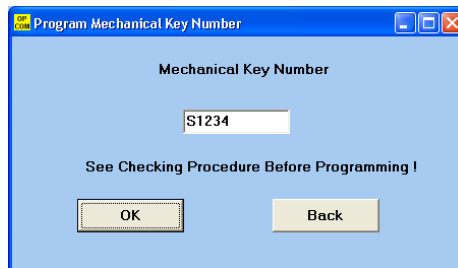 OP COM Program Mechanical Key Number
Mechanical Key Number
S1234
See Checking Procedure Before Programming !
OK Back